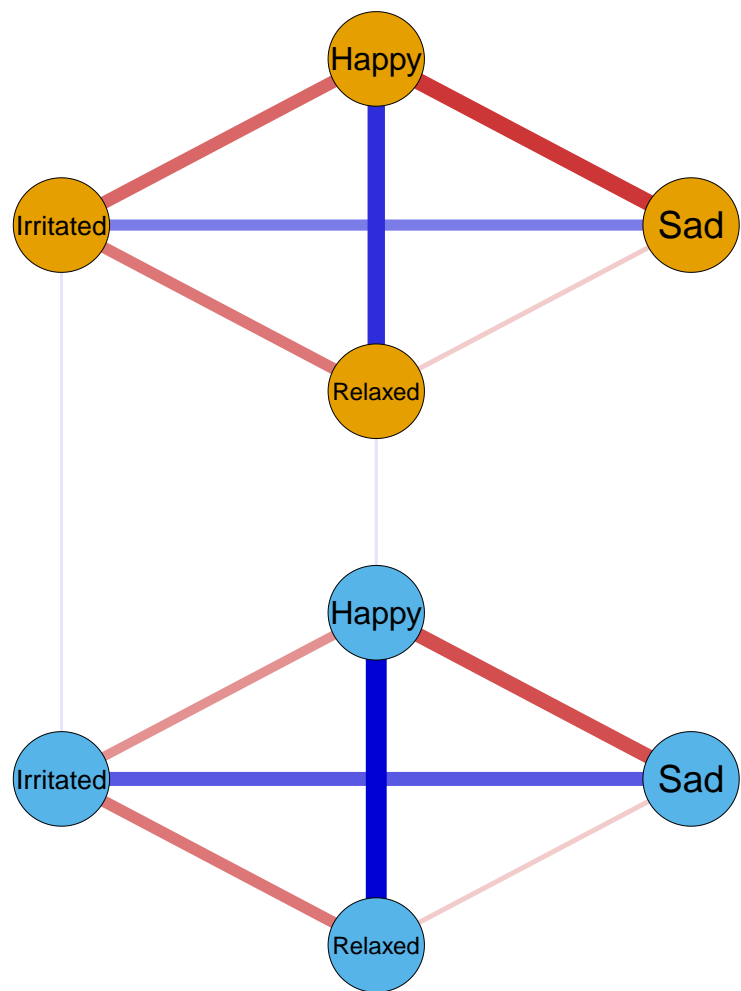 Happy
Irritated
Sad
Relaxed
Happy
Irritated
Sad
Relaxed